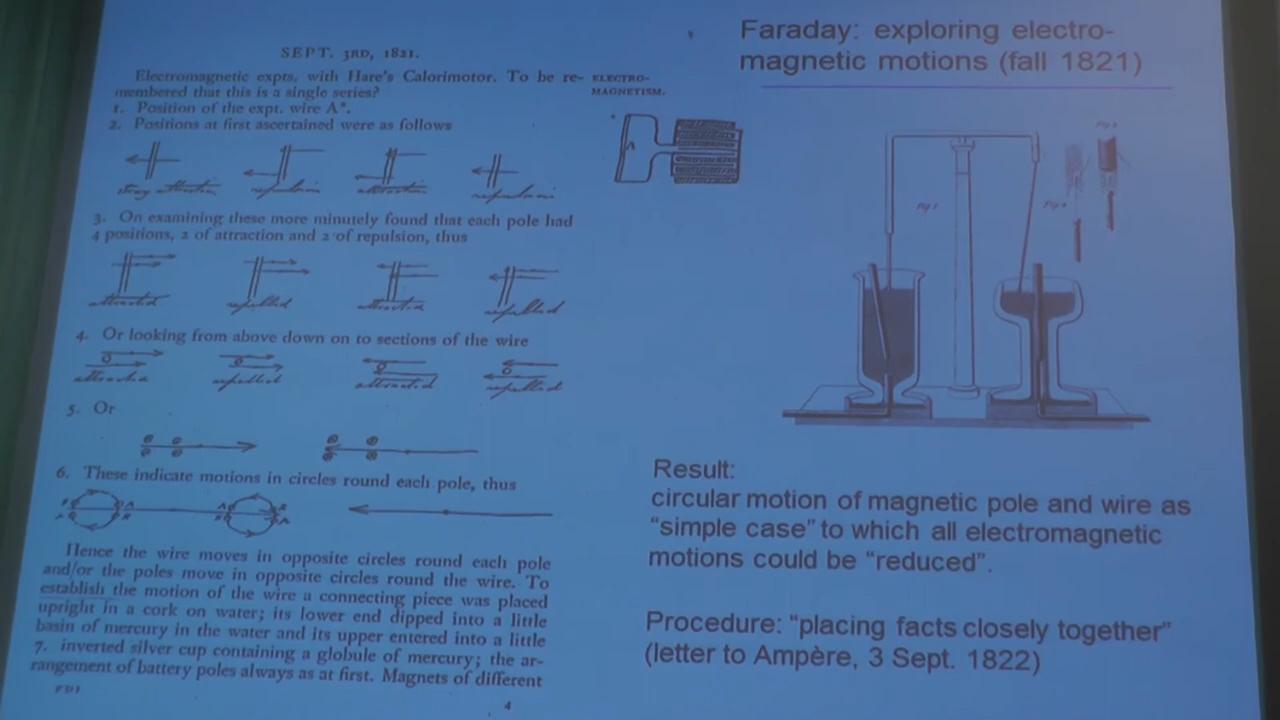 SEPT. 3RD, 1821.
Electromagnetic expts. with Hare's Calorimotor. To be re-
membered that this is a single series?
ELECTRO-
MAGNETISM.
1. Position of the expt. wire A*.
2. Positions at first ascertained were as follows
attraction
repulsion
attraction
repulsion
3. On examining these more minutely found that each pole had
4 positions, 2 of attraction and 2 of repulsion, thus
attracted
repelled
attracted
repelled
4. Or looking from above down on to sections of the wire
attracted
repelled
attracted
repelled
5. Or
6. These indicate motions in circles round each pole, thus
Hence the wire moves in opposite circles round each pole
and/or the poles move in opposite circles round the wire. To
establish the motion of the wire a connecting piece was placed
upright in a cork on water; its lower end dipped into a little
basin of mercury in the water and its upper entered into a little
7. inverted silver cup containing a globule of mercury; the ar-
rangement of battery poles always as at first. Magnets of different
FDI
4
Faraday: exploring electro-
magnetic motions (fall 1821)
Result:
circular motion of magnetic pole and wire as
"simple case" to which all electromagnetic
motions could be "reduced".
Procedure: "placing facts closely together"
(letter to Ampère, 3 Sept. 1822)